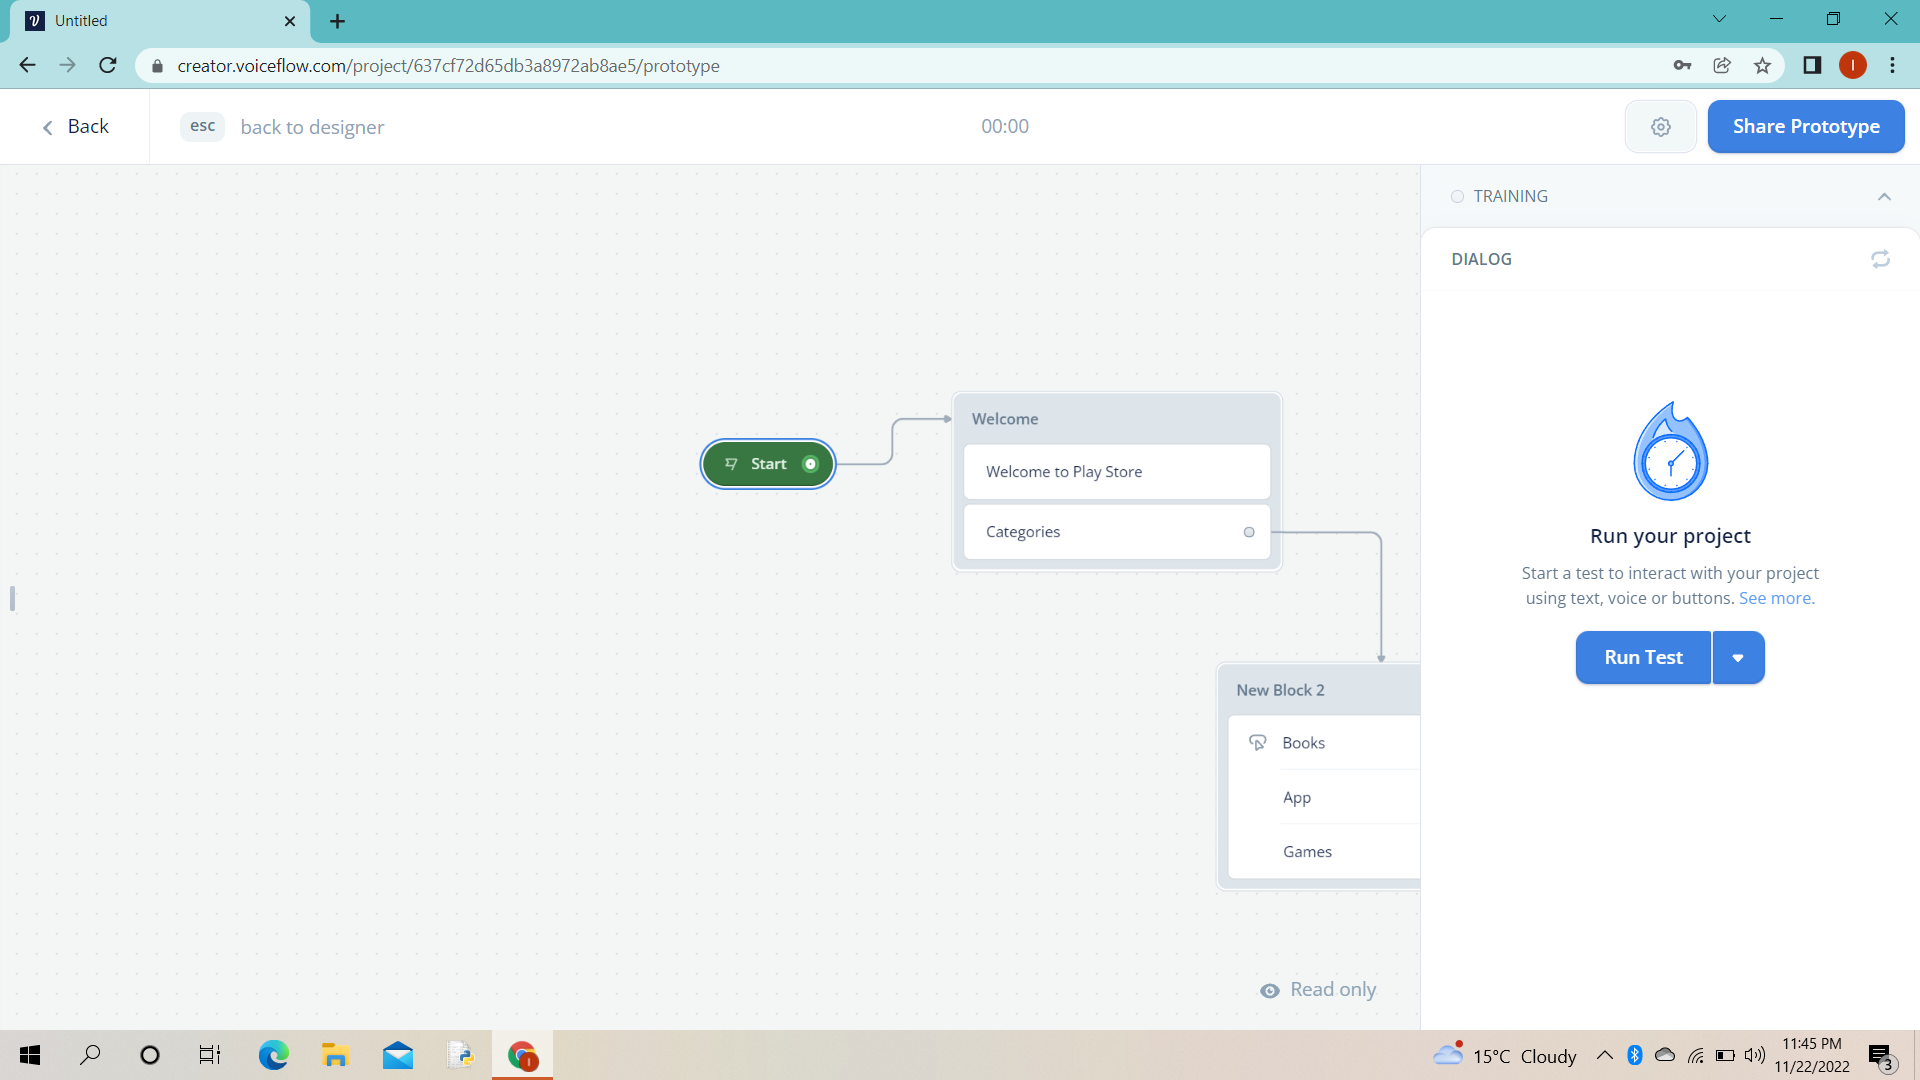 Untitled
creator.voiceflow.com/project/637cf72d65db3a8972ab8ae5/prototype
I
Back
esc
back to designer
00:00
Share Prototype
TRAINING
DIALOG
Welcome
Start
Welcome to Play Store
Categories
Run your project
Start a test to interact with your project
using text, voice or buttons. See more.
Run Test
New Block 2
Books
App
Games
Read only
15°C Cloudy
11:45 PM
11/22/2022
3